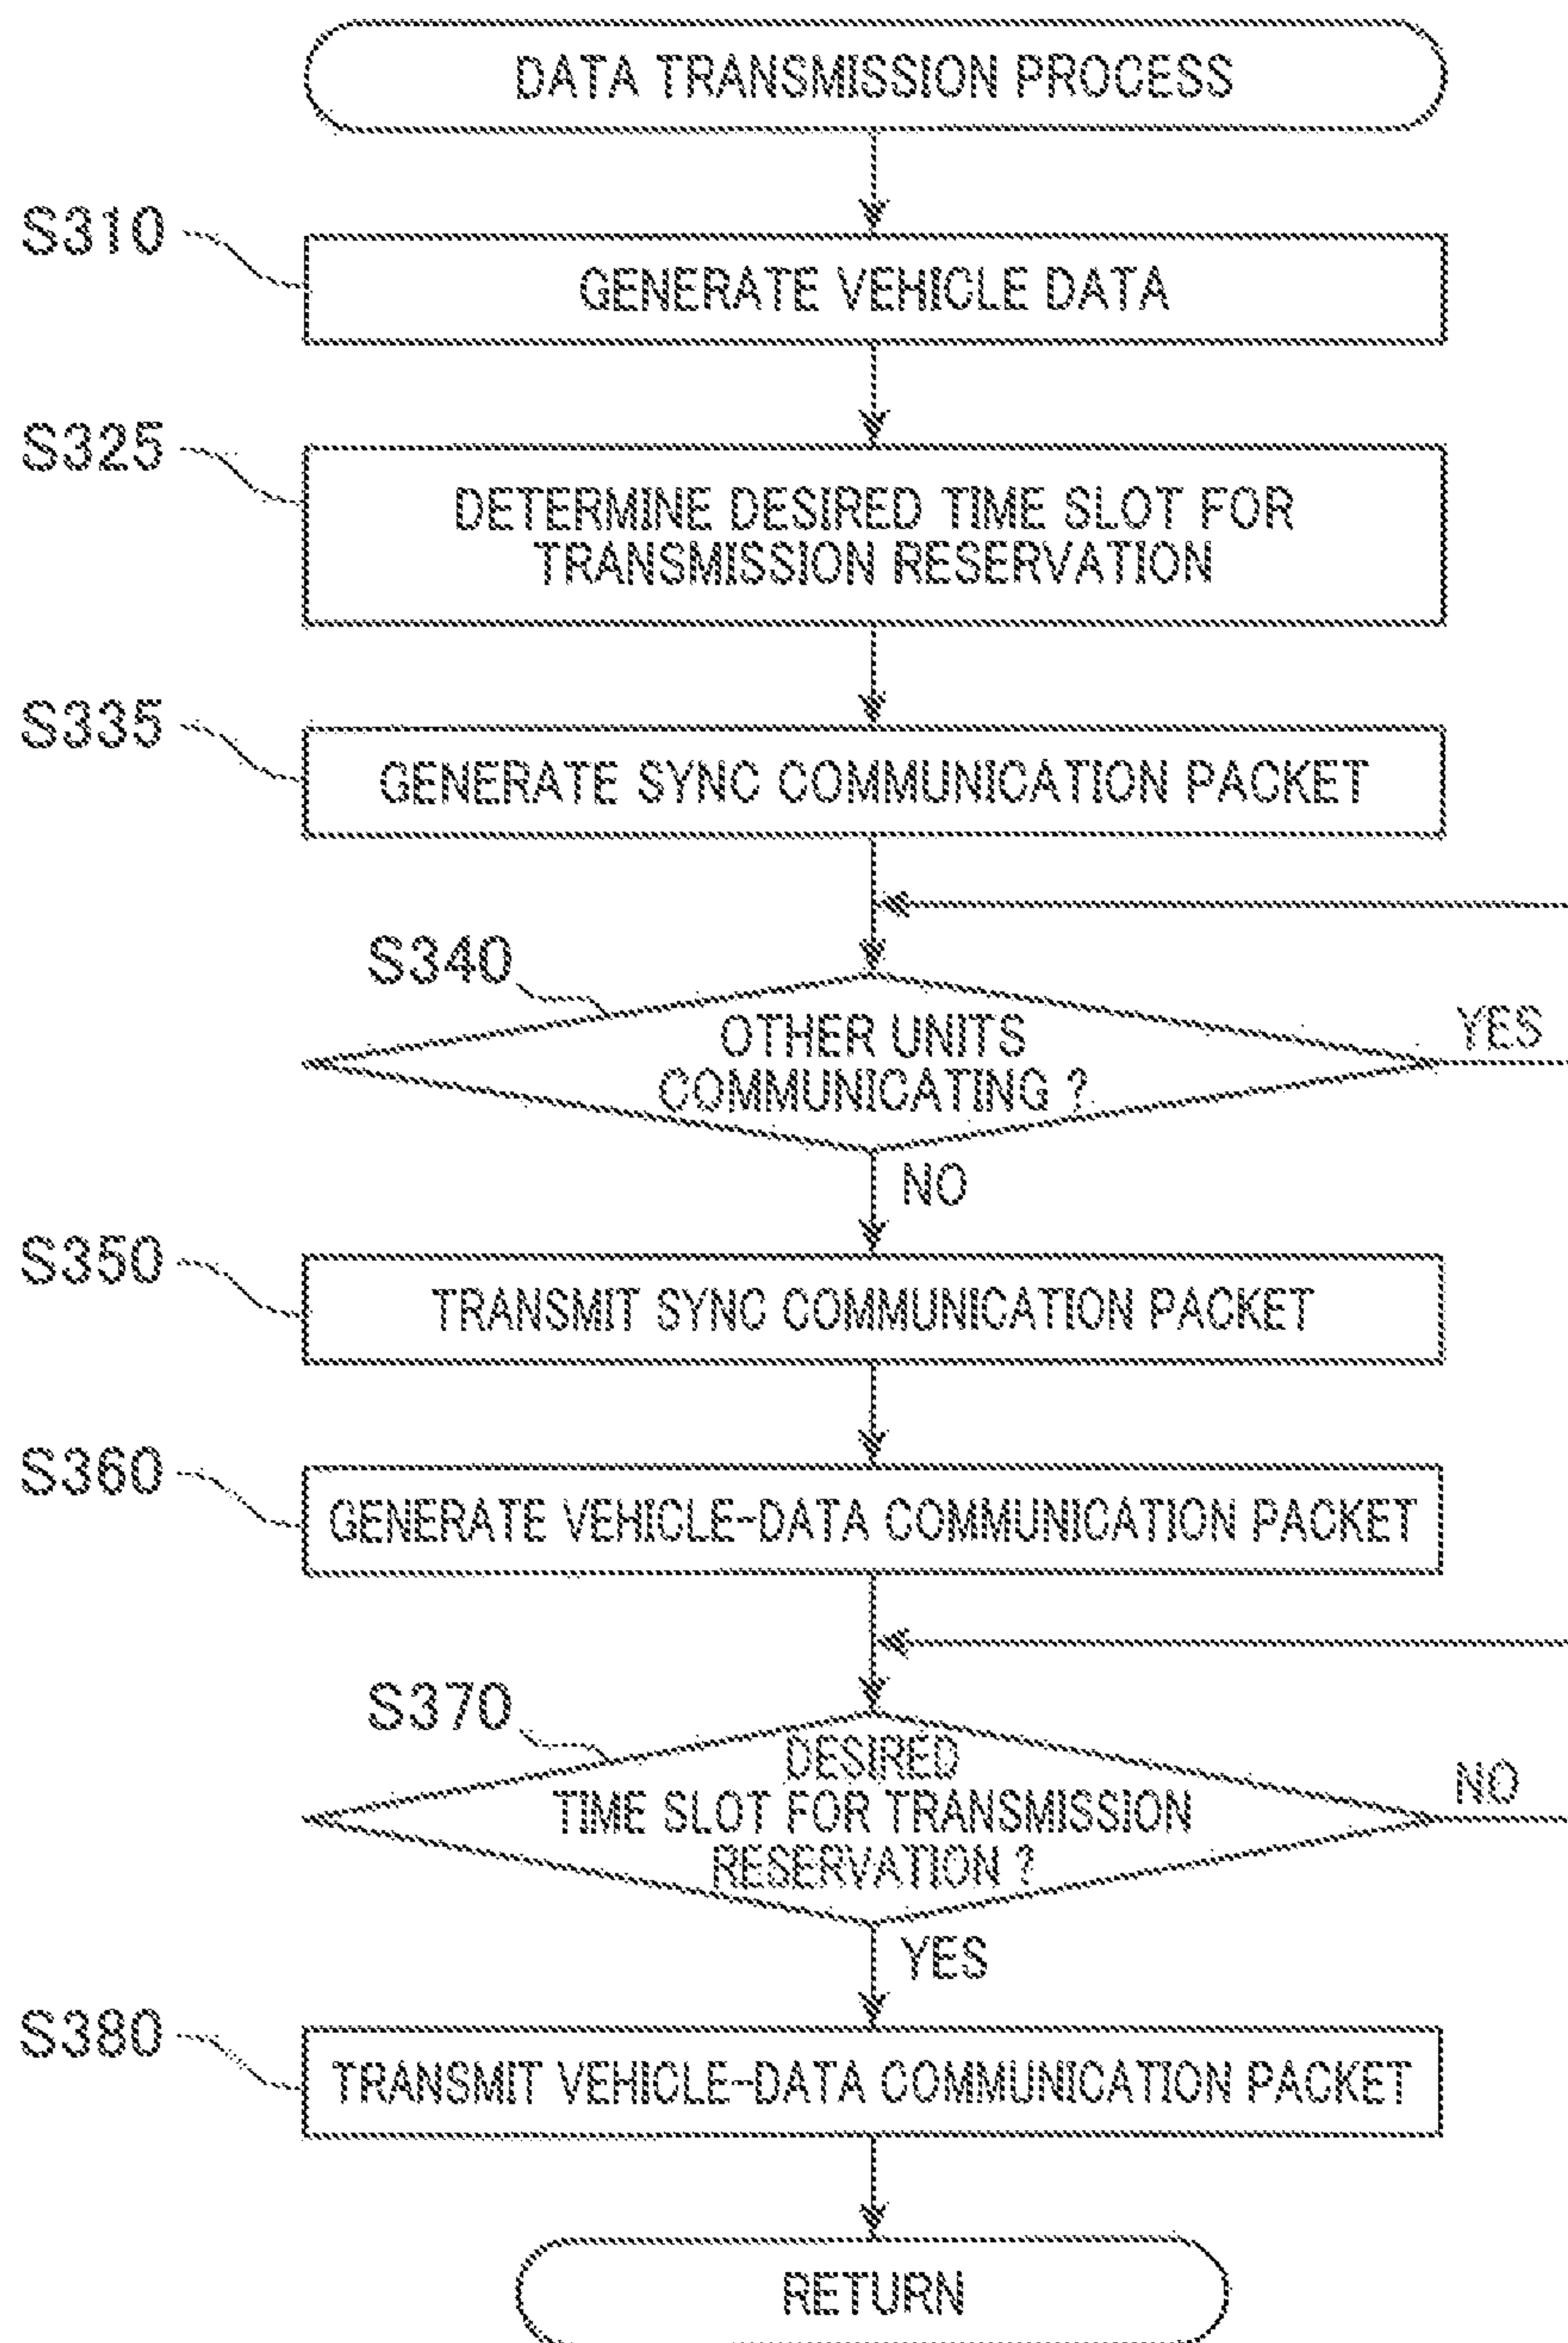 DATA TRANSMISSION PROCESS
S310
GENERATE VEHICLE DATA
S325
DETERMINE DESIRED TIME SLOT FOR
TRANSMISSION RESERVATION
S335
GENERATE SYNC COMMUNICATION PACKET
S340
OTHER UNITS
COMMUNICATING ?
YES
NO
S350
TRANSMIT SYNC COMMUNICATION PACKET
S360
GENERATE VEHICLE-DATA COMMUNICATION PACKET
S370
DESIRED
TIME SLOT FOR TRANSMISSION
RESERVATION ?
NO
YES
S380
TRANSMIT VEHICLE-DATA COMMUNICATION PACKET
RETURN